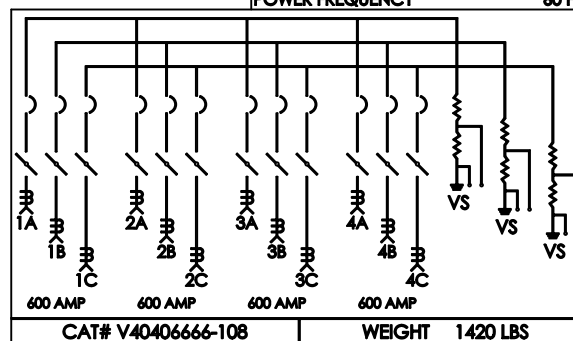 POWER FREQUENCY 60 H
1A 2A 3A 4A VS
1B 2B 3B 4B VS
1C 2C 3C 4C VS
600 AMP 600 AMP 600 AMP 600 AMP
CAT# V40406666-108 WEIGHT 1420 LBS